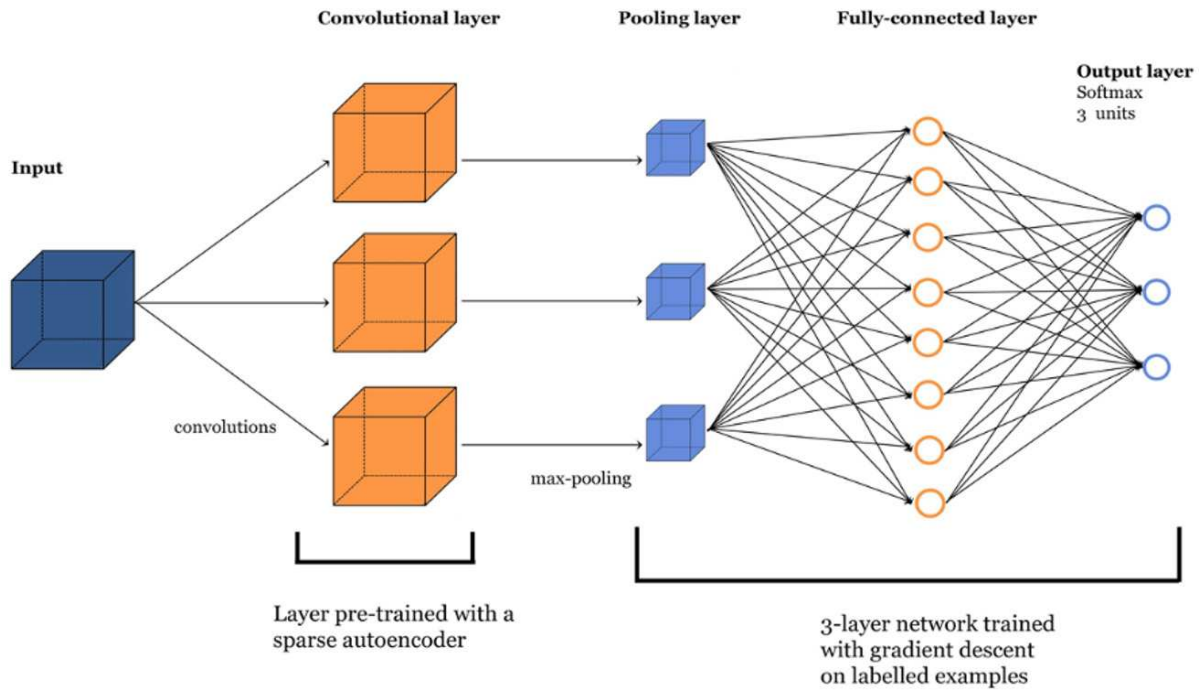 Convolutional layer
Pooling layer
Fully-connected layer
Output layer
Softmax
3 units
Input
convolutions
max-pooling
Layer pre-trained with a
sparse autoencoder
3-layer network trained
with gradient descent
on labelled examples